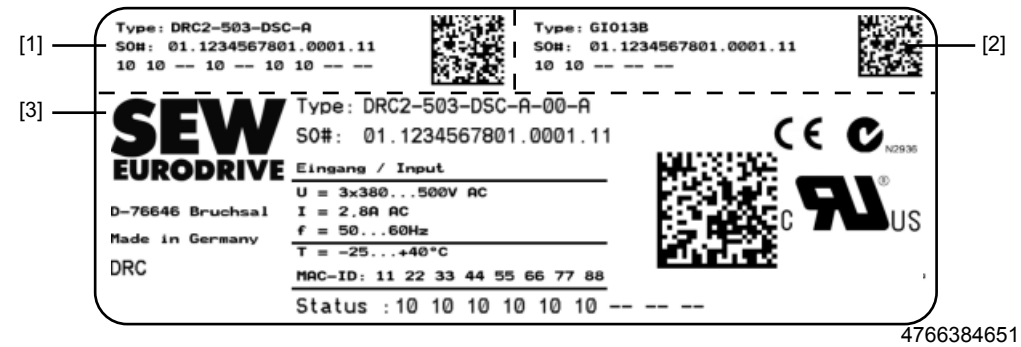 [1]
Type: DRC2-503-DSC-A
SO#: 01.1234567801.0001.11
10 10 -- 10 -- 10 10 -- --
Type: GIO13B
SO#: 01.1234567801.0001.11
10 10 -- -- --
[2]
[3]
SEW
EURODRIVE
D-76646 Bruchsal
Made in Germany
DRC
Type: DRC2-503-DSC-A-00-A
SO#: 01.1234567801.0001.11
Eingang / Input
U = 3x380...500V AC
I = 2,8A AC
f = 50...60Hz
T = -25...+40°C
MAC-ID: 11 22 33 44 55 66 77 88
Status :10 10 10 10 10 10 -- -- --
CE
N2936
C RU® US
4766384651